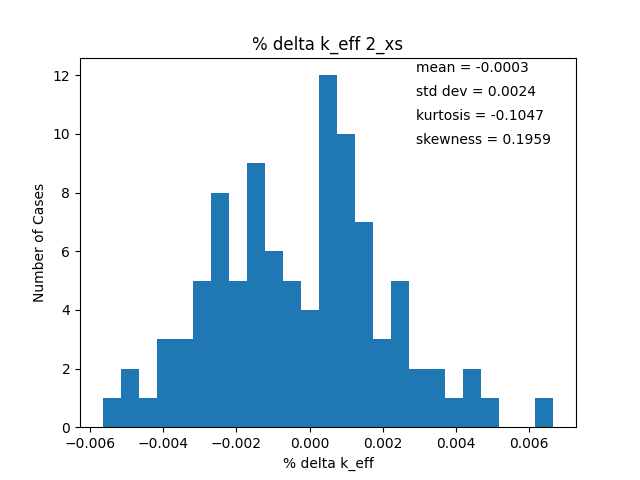 % delta k_eff 2_xs
mean = -0.0003
std dev = 0.0024
kurtosis = -0.1047
skewness = 0.1959
12
10
8
6
4
2
0
Number of Cases
−0.006 −0.004 −0.002 0.000 0.002 0.004 0.006
% delta k_eff